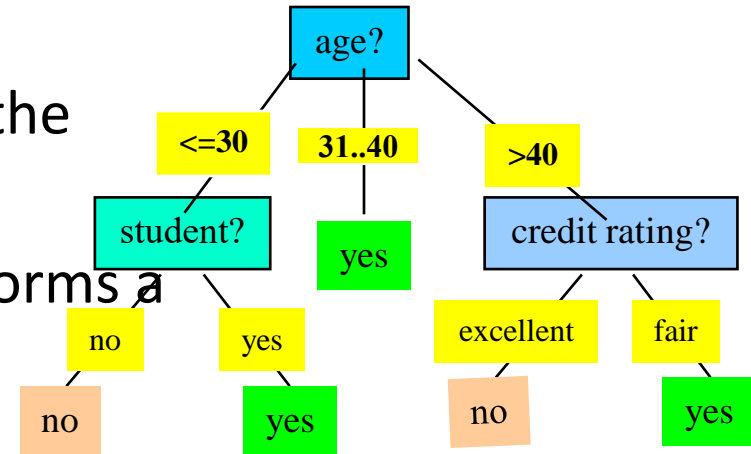 age?
the
<=30 31..40 >40
student? yes credit rating?
orms a
no yes excellent fair
no yes no yes